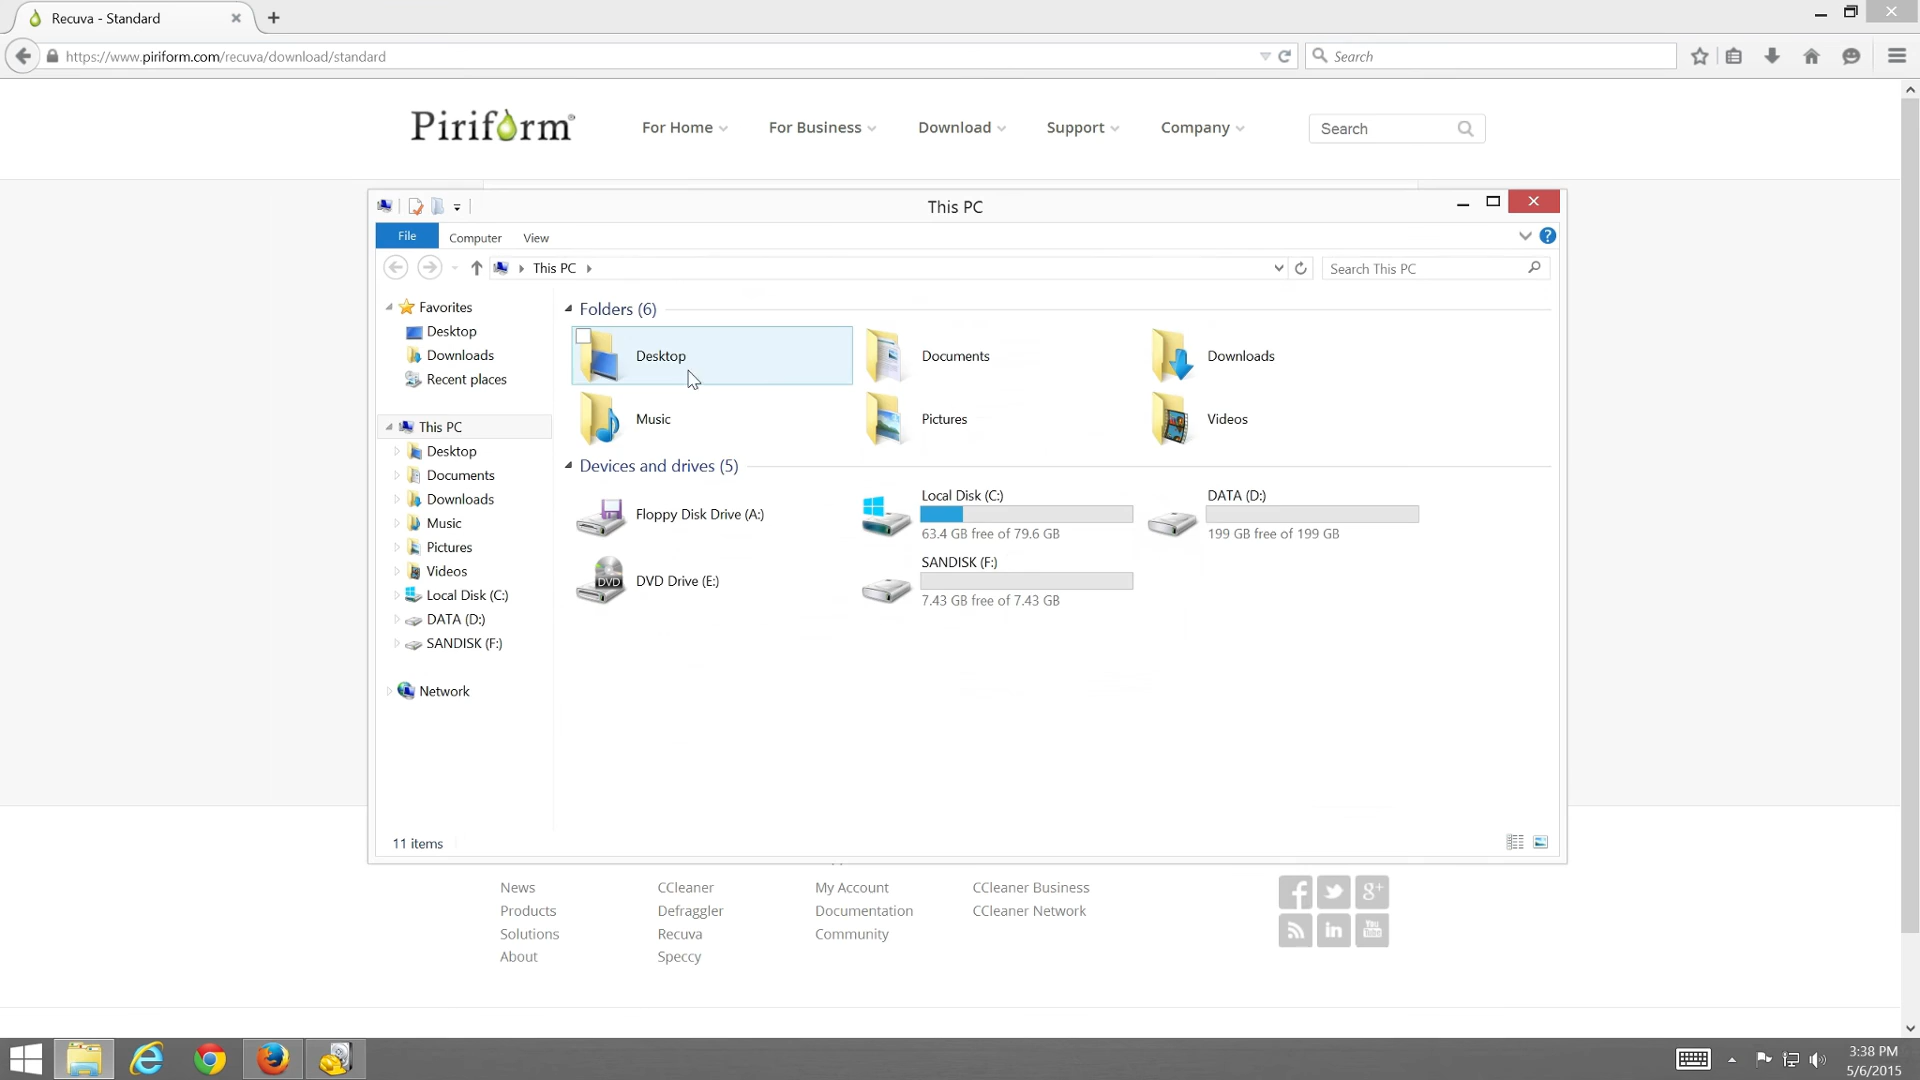 Recuva - Standard
https://www.piriform.com/recuva/download/standard
Search
Piriform®
For Home
For Business
Download
Support
Company
Search
This PC
File
Computer
View
This PC
Search This PC
Favorites
Desktop
Downloads
Recent places
This PC
Desktop
Documents
Downloads
Music
Pictures
Videos
Local Disk (C:)
DATA (D:)
SANDISK (F:)
Network
Folders (6)
Desktop
Documents
Downloads
Music
Pictures
Videos
Devices and drives (5)
Floppy Disk Drive (A:)
Local Disk (C:)
63.4 GB free of 79.6 GB
DATA (D:)
199 GB free of 199 GB
DVD
DVD Drive (E:)
SANDISK (F:)
7.43 GB free of 7.43 GB
11 items
News
Products
Solutions
About
CCleaner
Defraggler
Recuva
Speccy
My Account
Documentation
Community
CCleaner Business
CCleaner Network
f
g+
in
You
Tube
3:38 PM
5/6/2015